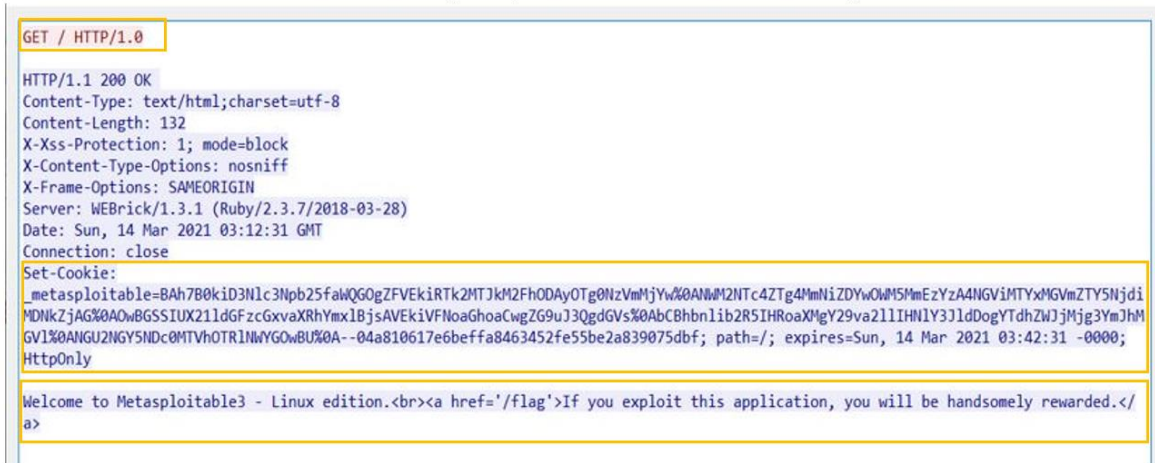 GET / HTTP/1.0
HTTP/1.1 200 OK
Content-Type: text/html;charset=utf-8
Content-Length: 132
X-Xss-Protection: 1; mode=block
X-Content-Type-Options: nosniff
X-Frame-Options: SAMEORIGIN
Server: WEBrick/1.3.1 (Ruby/2.3.7/2018-03-28)
Date: Sun, 14 Mar 2021 03:12:31 GMT
Connection: close
Set-Cookie:
_metasploitable=BAh7B0kiD3Nlc3Npb25faWQGOgZFVEkiRTk2MTJkM2FhODAyOTg0NzVmMjYw%0ANWM2NTc4ZTg4MmNiZDYwOWM5MmEzYzA4NGViMTYxMGVmZTY5Njdi
MDNkZjAG%0AOwBGSSIUX21ldGFzcGxvaXRhYmxlBjsAVEkiVFNoaGhoaCwgZG9uJ3QgdGVs%0AbCBhbnlib2R5IHRoaXMgY29va2llIHNlY3JldDogYTdhZWJjMjg3YmJhM
GVl%0ANGU2NGY5NDc0MTVhOTRlNWYGOwBU%0A--04a810617e6beffa8463452fe55be2a839075dbf; path=/; expires=Sun, 14 Mar 2021 03:42:31 -0000;
HttpOnly
Welcome to Metasploitable3 - Linux edition.<br><a href='/flag'>If you exploit this application, you will be handsomely rewarded.</
a>